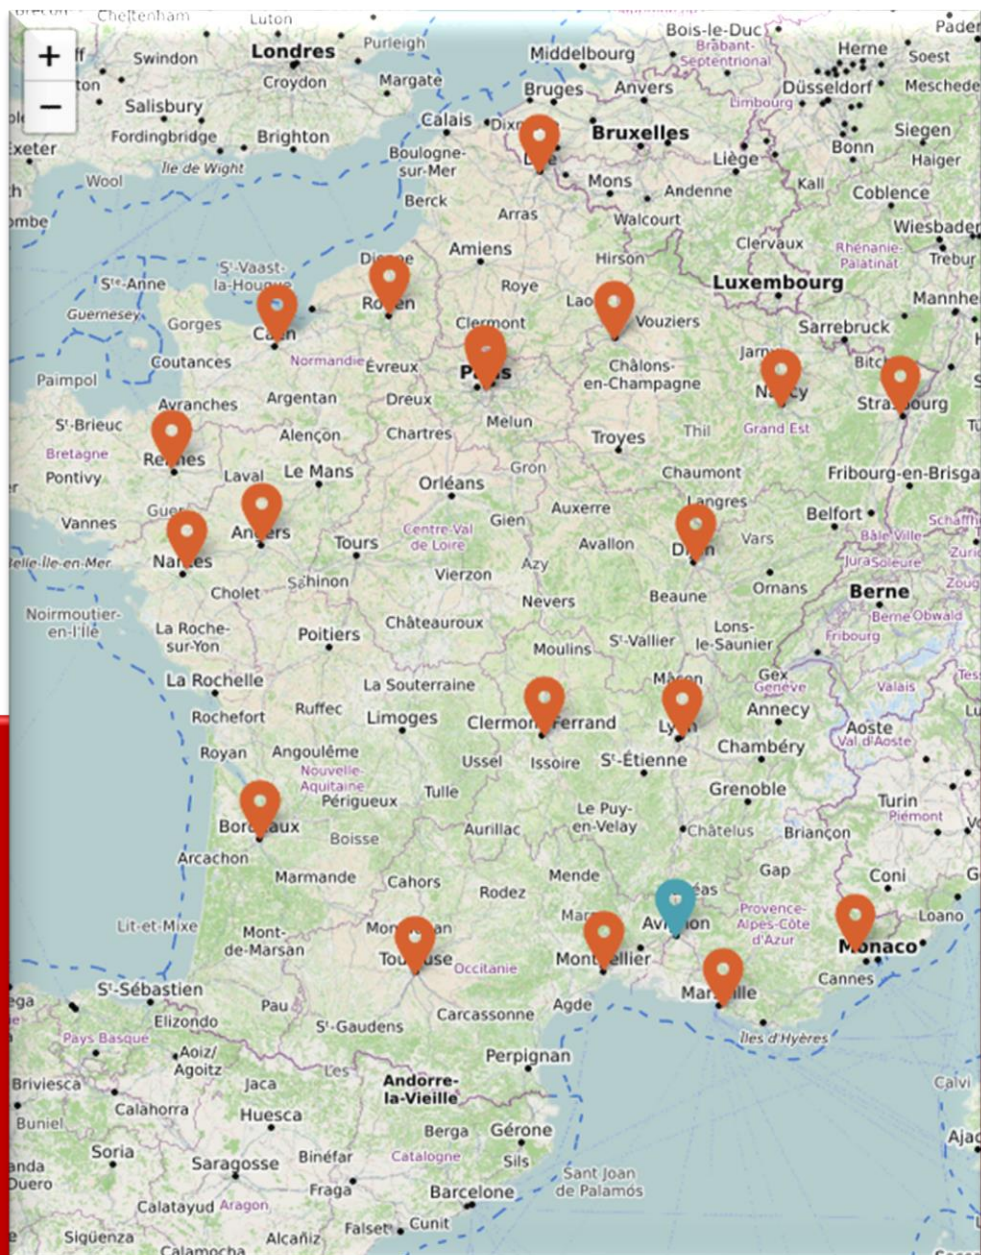 Cheltenham
Luton
Bois-le-Duc
Londres
Purleigh
Swindon
Middelbourg
Brabant-
Septentrional
Herne
Soest
+
Croydon
Margate
Bruges
Anvers
Düsseldorf
Meschede
−
Salisbury
Limbourg
Calais
Fordingbridge
Brighton
Bruxelles
Siegen
Boulogne-
sur-Mer
Liège
Bonn
Haiger
Île de Wight
Wool
Mons
Andenne
Kall
Coblence
Berck
Arras
Walcourt
Wiesbaden
Amiens
Clervaux
Rhénanie-
Palatinat
Hirson
Trebur
Sᵗ-Vaast-
la-Hougue
Sᵗᵉ-Anne
Roye
Luxembourg
Guernesey
Rouen
Vouziers
Gorges
Caen
Clermont
Sarrebruck
Coutances
Normandie
Évreux
Paris
Châlons-
en-Champagne
Paimpol
Avranches
Argentan
Dreux
Nancy
Strasbourg
Sᵗ-Brieuc
Melun
Grand Est
Bretagne
Alençon
Chartres
Troyes
Thil
Rennes
Pontivy
Laval
Le Mans
Gron
Chaumont
Fribourg-en-Brisga
Orléans
Langres
Vannes
Auxerre
Belfort
Angers
Gien
Centre-Val
de Loire
Vars
Bâle Ville
Nantes
Tours
Avallon
Dijon
Belle-Île-en-Mer
Jura
Soleure
Azy
Vierzon
Chinon
Cholet
Ornans
Berne
Nevers
Beaune
Noirmoutier-
en-l'Île
Châteauroux
Berne
Obwald
La Roche-
sur-Yon
Poitiers
Sᵗ-Vallier
Lons-
le-Saunier
Fribourg
Moulins
La Rochelle
La Souterraine
Mâcon
Gex
Genève
Valais
Rochefort
Ruffec
Limoges
Clermont-Ferrand
Lyon
Annecy
Aoste
Val d'Aoste
Royan
Angoulême
Ussel
Issoire
Sᵗ-Étienne
Chambéry
Nouvelle-
Aquitaine
Périgueux
Tulle
Grenoble
Turin
Piémont
Le Puy-
en-Velay
Bordeaux
Boisse
Aurillac
Châtelus
Briançon
Arcachon
Marmande
Cahors
Rodez
Mende
Gap
Coni
Lit-et-Mixe
Mont-
de-Marsan
Montauban
Avignon
Provence-
Alpes-Côte
d'Azur
Loano
Toulouse
Occitanie
Montpellier
Monaco
Sᵗ-Sébastien
Marseille
Cannes
Pau
Agde
Carcassonne
Elizondo
Sᵗ-Gaudens
Pays Basque
Îles d'Hyères
Aoiz/
Agoitz
Perpignan
Les
Briviesca
Jaca
Andorre-
la-Vieille
Calvi
Calahorra
Buniel
Huesca
Berga
Gérone
Soria
Saragosse
Binéfar
Catalogne
Sils
Fraga
Sant Joan
de Palamós
Calatayud
Aragon
Barcelone
Falset
Cunit
Sigüenza
Alcañiz
Calamocha